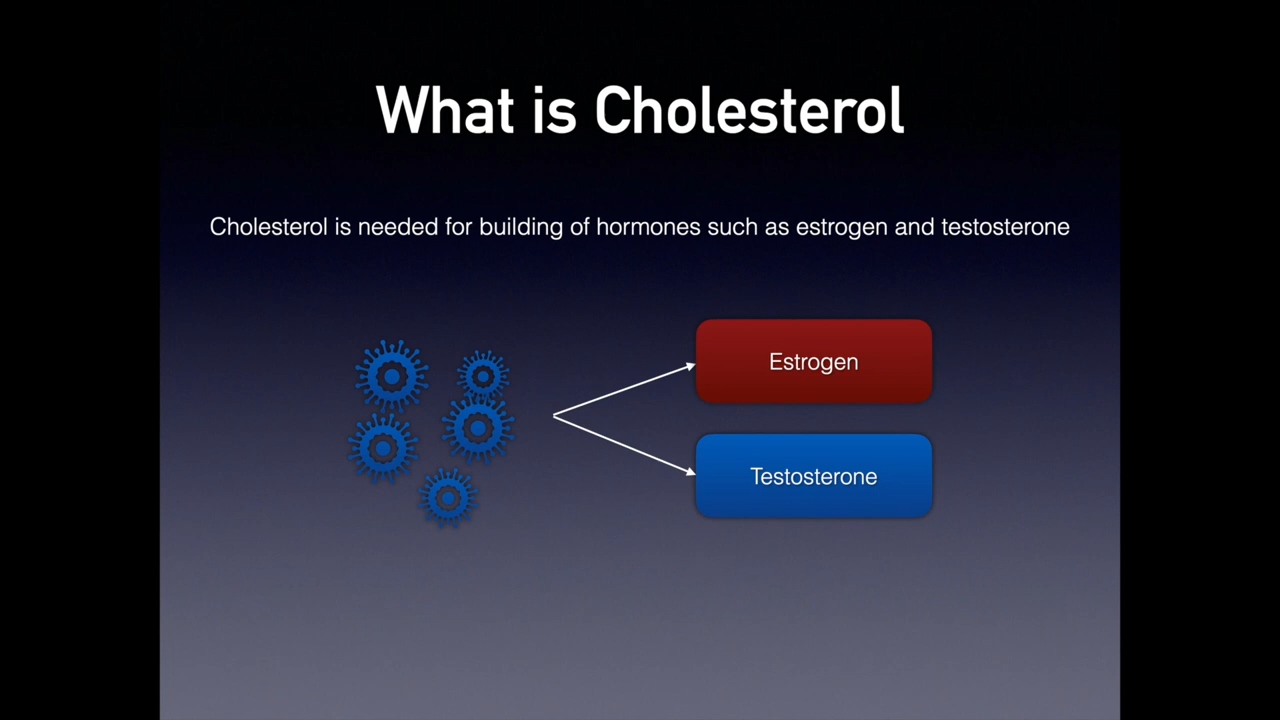 What is Cholesterol
Cholesterol is needed for building of hormones such as estrogen and testosterone
Estrogen
Testosterone